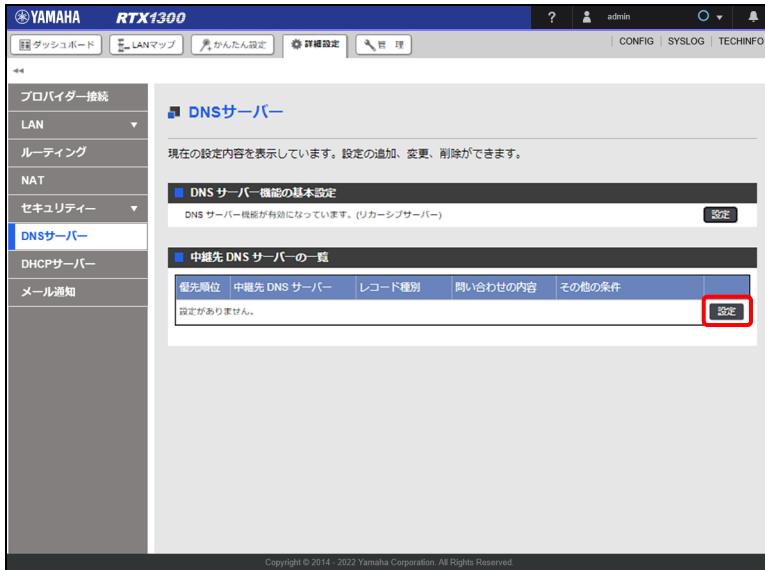 YAMAHA RTX1300 ? admin
ダッシュボード LANマップ かんたん設定 詳細設定 管 理 CONFIG SYSLOG TECHINFO
プロバイダー接続
LAN
ルーティング
NAT
セキュリティー
DNSサーバー
DHCPサーバー
メール通知
DNSサーバー
現在の設定内容を表示しています。設定の追加、変更、削除ができます。
DNS サーバー機能の基本設定
DNS サーバー機能が有効になっています。(リカーシブサーバー) 設定
中継先 DNS サーバーの一覧
優先順位 中継先 DNS サーバー レコード種別 問い合わせの内容 その他の条件
設定がありません。 設定
Copyright © 2014 - 2022 Yamaha Corporation. All Rights Reserved.